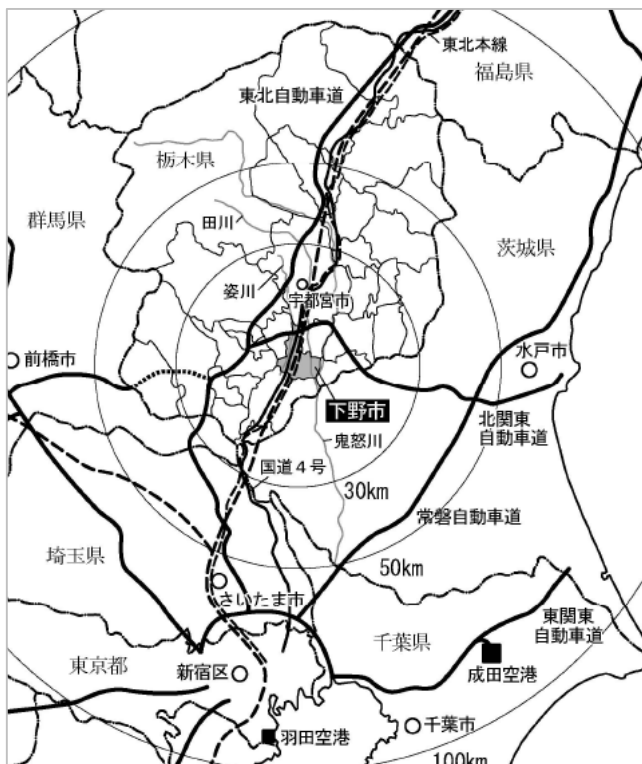 東北本線
福島県
東北自動車道
栃木県
群馬県
田川
茨城県
姿川
宇都宮市
前橋市
水戸市
下野市
北関東
自動車道
鬼怒川
国道4号
30km
常磐自動車道
埼玉県
50km
さいたま市
千葉県
東関東
自動車道
東京都
新宿区
成田空港
羽田空港
千葉市
100km